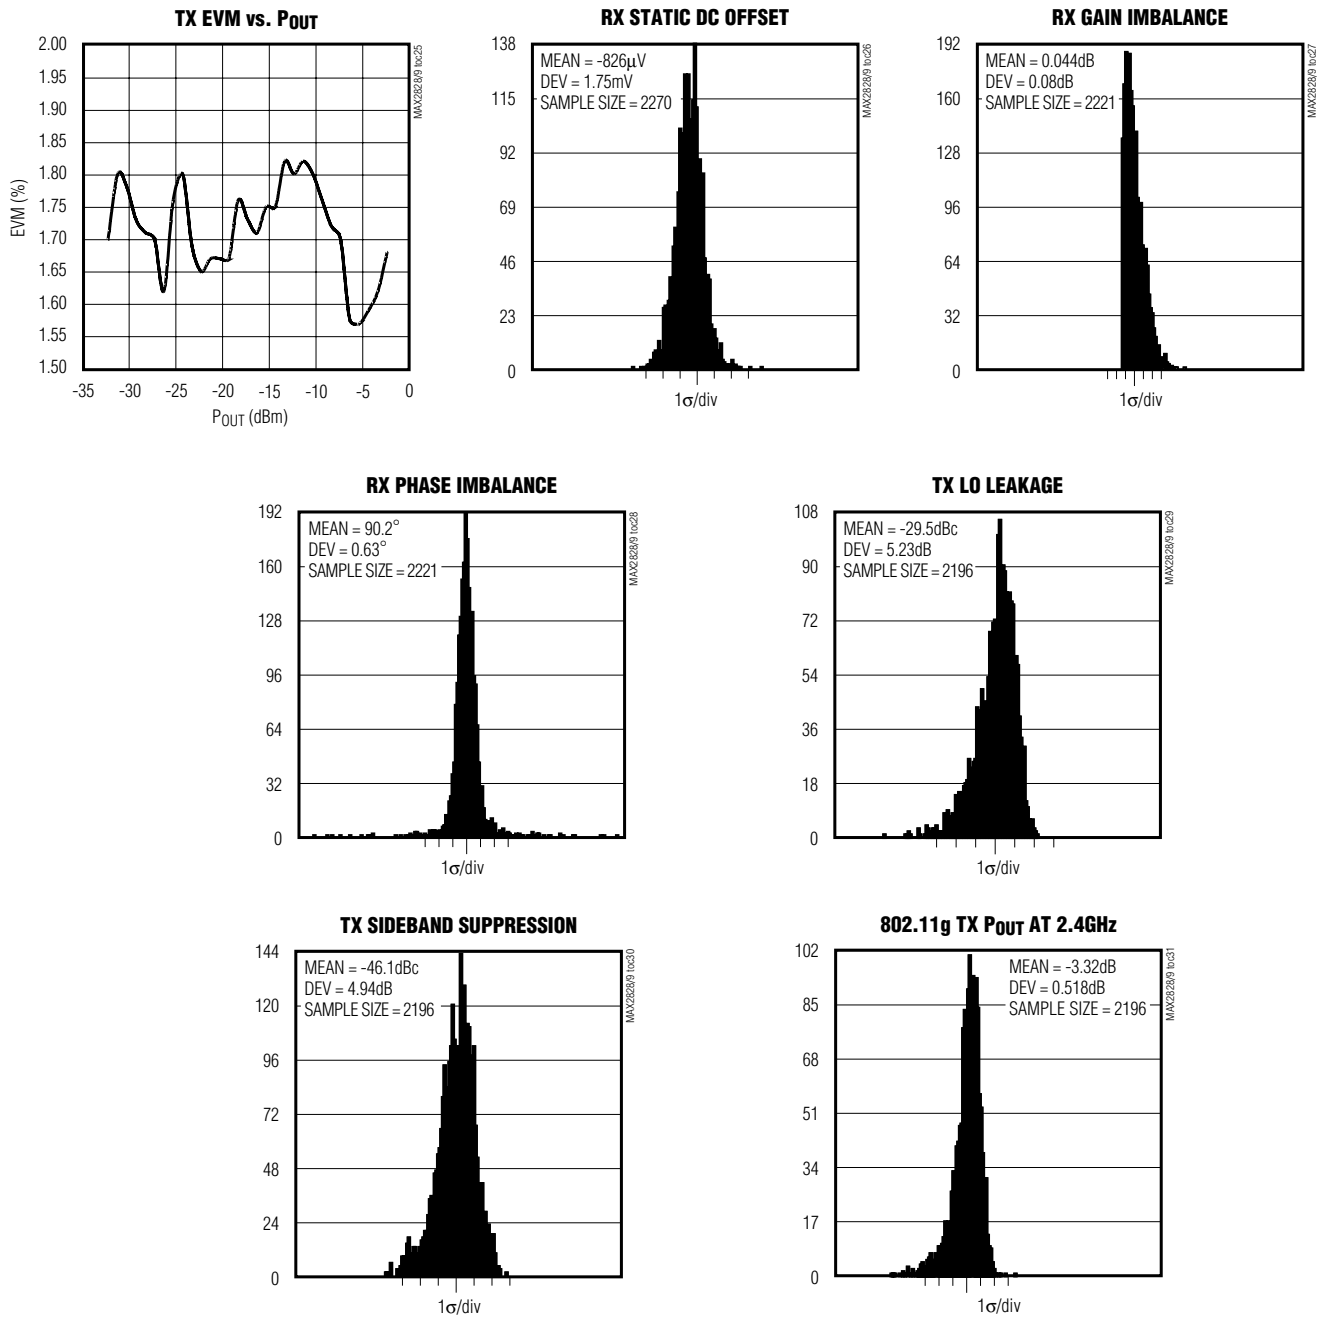 TX EVM vs. POUT
2.00
1.95
1.90
1.85
1.80
1.75
1.70
1.65
1.60
1.55
1.50
EVM (%)
-35 -30 -25 -20 -15 -10 -5 0
POUT (dBm)
MAX2828/9 toc25
RX STATIC DC OFFSET
138
115
92
69
46
23
0
MEAN = -826μV
DEV = 1.75mV
SAMPLE SIZE = 2270
1σ/div
MAX2828/9 toc26
RX GAIN IMBALANCE
192
160
128
96
64
32
0
MEAN = 0.044dB
DEV = 0.08dB
SAMPLE SIZE = 2221
1σ/div
MAX2828/9 toc27
RX PHASE IMBALANCE
192
160
128
96
64
32
0
MEAN = 90.2°
DEV = 0.63°
SAMPLE SIZE = 2221
1σ/div
MAX2828/9 toc28
TX LO LEAKAGE
108
90
72
54
36
18
0
MEAN = -29.5dBc
DEV = 5.23dB
SAMPLE SIZE = 2196
1σ/div
MAX2828/9 toc29
TX SIDEBAND SUPPRESSION
144
120
96
72
48
24
0
MEAN = -46.1dBc
DEV = 4.94dB
SAMPLE SIZE = 2196
1σ/div
MAX2828/9 toc30
802.11g TX POUT AT 2.4GHz
102
85
68
51
34
17
0
MEAN = -3.32dB
DEV = 0.518dB
SAMPLE SIZE = 2196
1σ/div
MAX2828/9 toc31